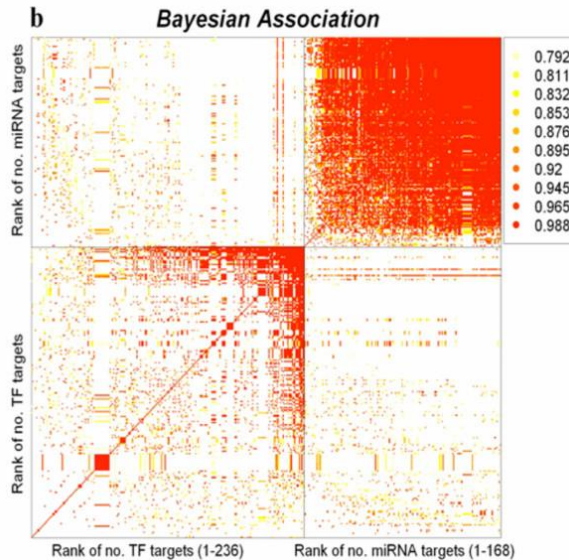 b
Bayesian Association
Rank of no. miRNA targets
Rank of no. TF targets
0.792
0.811
0.832
0.853
0.876
0.895
0.92
0.945
0.965
0.988
Rank of no. TF targets (1-236)
Rank of no. miRNA targets (1-168)